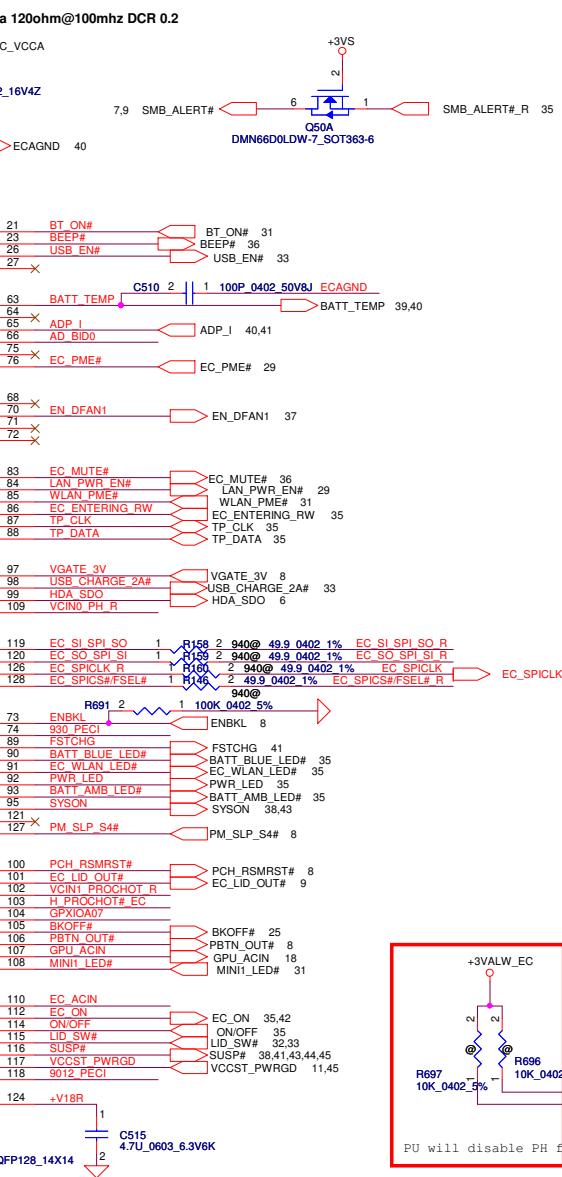 a 120ohm@100mhz DCR 0.2
C_VCCA
+3VS
2
2_16V4Z
7,9 SMB_ALERT# 6 1 SMB_ALERT#_R 35
Q50A
DMN66D0LDW-7_SOT363-6
ECAGND 40
21 BT_ON# BT_ON# 31
23 BEEP# BEEP# 36
26 USB_EN# USB_EN# 33
27
C510 2 1 100P_0402_50V8J ECAGND
63 BATT_TEMP BATT_TEMP 39,40
64
65 ADP_I ADP_I 40,41
66 AD_BID0
75
76 EC_PME# EC_PME# 29
68
70 EN_DFAN1 EN_DFAN1 37
71
72
83 EC_MUTE# EC_MUTE# 36
84 LAN_PWR_EN# LAN_PWR_EN# 29
85 WLAN_PME# WLAN_PME# 31
86 EC_ENTERING_RW EC_ENTERING_RW 35
87 TP_CLK TP_CLK 35
88 TP_DATA TP_DATA 35
97 VGATE_3V VGATE_3V 8
98 USB_CHARGE_2A# USB_CHARGE_2A# 33
99 HDA_SDO HDA_SDO 6
109 VCIN0_PH_R
119 EC_SI_SPI_SO 1 R158 2 940@ 49.9_0402_1% EC_SI_SPI_SO_R
120 EC_SO_SPI_SI 1 R159 2 940@ 49.9_0402_1% EC_SO_SPI_SI_R
126 EC_SPICLK_R 1 R160 2 940@ 49.9_0402_1% EC_SPICLK EC_SPICLK
128 EC_SPICS#/FSEL# 1 R146 2 49.9_0402_1% EC_SPICS#/FSEL#_R
940@
R691 2 1 100K_0402_5%
73 ENBKL ENBKL 8
74 930_PECI
89 FSTCHG FSTCHG 41
90 BATT_BLUE_LED# BATT_BLUE_LED# 35
91 EC_WLAN_LED# EC_WLAN_LED# 35
92 PWR_LED PWR_LED 35
93 BATT_AMB_LED# BATT_AMB_LED# 35
95 SYSON SYSON 38,43
121
127 PM_SLP_S4# PM_SLP_S4# 8
100 PCH_RSMRST# PCH_RSMRST# 8
101 EC_LID_OUT# EC_LID_OUT# 9
102 VCIN1_PROCHOT_R
103 H_PROCHOT#_EC
104 GPXIOA07
105 BKOFF# BKOFF# 25
106 PBTN_OUT# PBTN_OUT# 8
107 GPU_ACIN GPU_ACIN 18
108 MINI1_LED# MINI1_LED# 31
110 EC_ACIN
112 EC_ON EC_ON 35,42
114 ON/OFF ON/OFF 35
115 LID_SW# LID_SW# 32,33
116 SUSP# SUSP# 38,41,43,44,45
117 VCCST_PWRGD VCCST_PWRGD 11,45
118 9012_PECI
124 +V18R
1
C515
4.7U_0603_6.3V6K
2
QFP128_14X14
+3VALW_EC
2 2
@ @
R697 1 1 R696
10K_0402_5% 10K_0402
PU will disable PH f